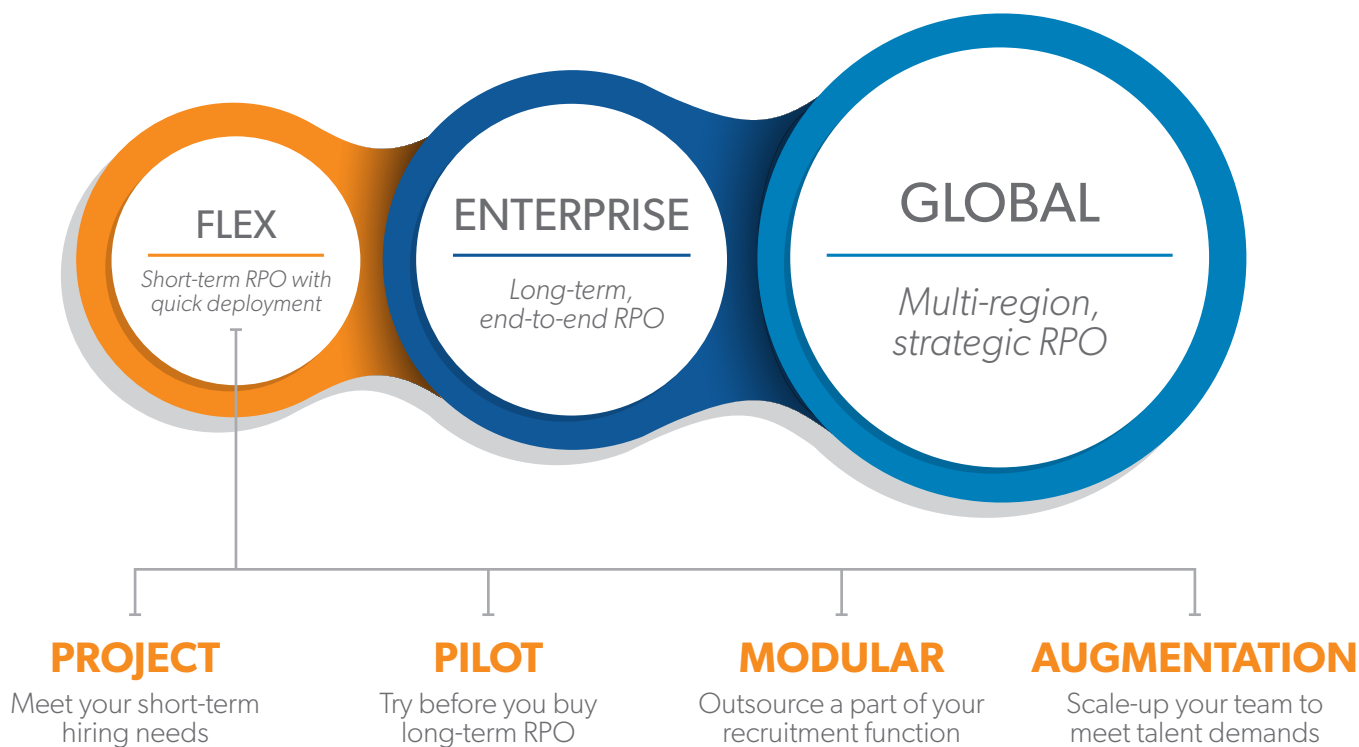 FLEX
Short-term RPO with
quick deployment
ENTERPRISE
Long-term,
end-to-end RPO
GLOBAL
Multi-region,
strategic RPO
PROJECT
Meet your short-term
hiring needs
PILOT
Try before you buy
long-term RPO
MODULAR
Outsource a part of your
recruitment function
AUGMENTATION
Scale-up your team to
meet talent demands